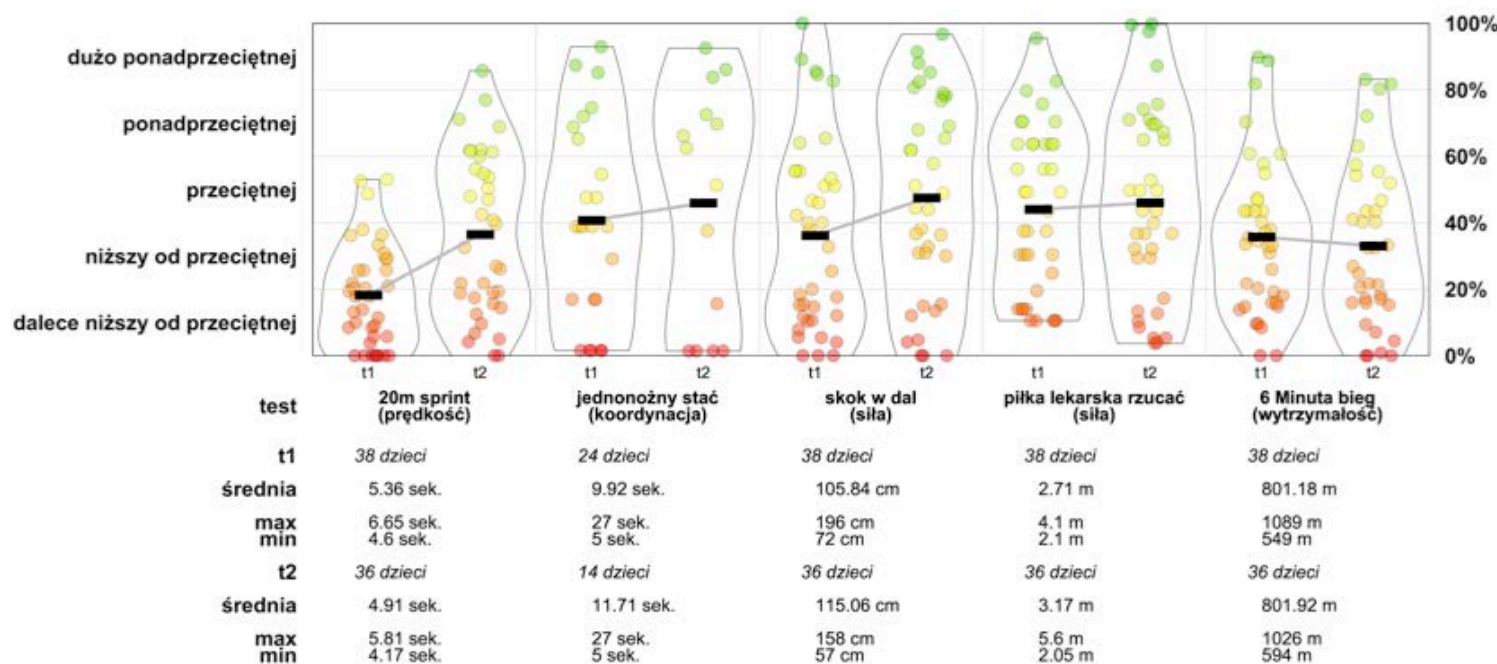 100%
dużo ponadprzeciętnej
80%
ponadprzeciętnej
60%
przeciętnej
40%
niższy od przeciętnej
20%
dalece niższy od przeciętnej
0%
t1 t2 t1 t2 t1 t2 t1 t2 t1 t2
test 20m sprint (prędkość) jednonożny stać (koordynacja) skok w dal (siła) piłka lekarska rzucać (siła) 6 Minuta bieg (wytrzymałość)
t1 38 dzieci 24 dzieci 38 dzieci 38 dzieci 38 dzieci
średnia 5.36 sek. 9.92 sek. 105.84 cm 2.71 m 801.18 m
max 6.65 sek. 27 sek. 196 cm 4.1 m 1089 m
min 4.6 sek. 5 sek. 72 cm 2.1 m 549 m
t2 36 dzieci 14 dzieci 36 dzieci 36 dzieci 36 dzieci
średnia 4.91 sek. 11.71 sek. 115.06 cm 3.17 m 801.92 m
max 5.81 sek. 27 sek. 158 cm 5.6 m 1026 m
min 4.17 sek. 5 sek. 57 cm 2.05 m 594 m